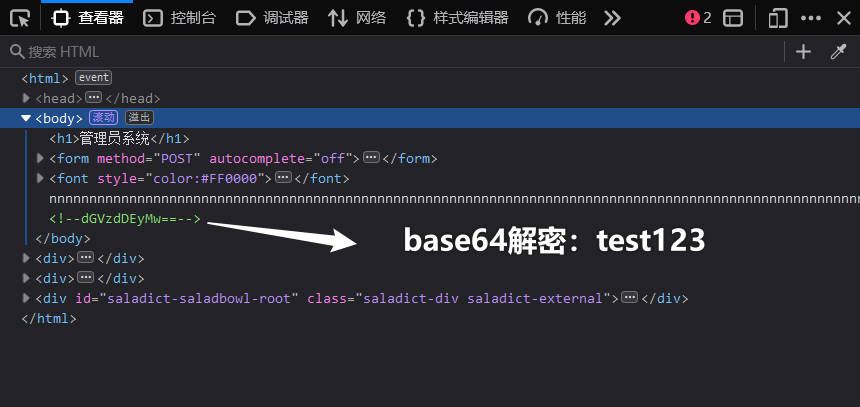 查看器 控制台 调试器 网络 样式编辑器 性能 2
搜索 HTML
<html> event
<head> ••• </head>
<body> 滚动 溢出
<h1>管理员系统</h1>
<form method="POST" autocomplete="off"> ••• </form>
<font style="color:#FF0000"> ••• </font>
nnnnnnnnnnnnnnnnnnnnnnnnnnnnnnnnnnnnnnnnnnnnnnnnnnnnnnnnnnnnnnnnnnnnnnnnnnnnnnnnnnnnnnnnnnnnnnnnnnnnn
<!--dGVzdDEyMw==--> base64解密：test123
</body>
<div> ••• </div>
<div> ••• </div>
<div id="saladict-saladbowl-root" class="saladict-div saladict-external"> ••• </div>
</html>